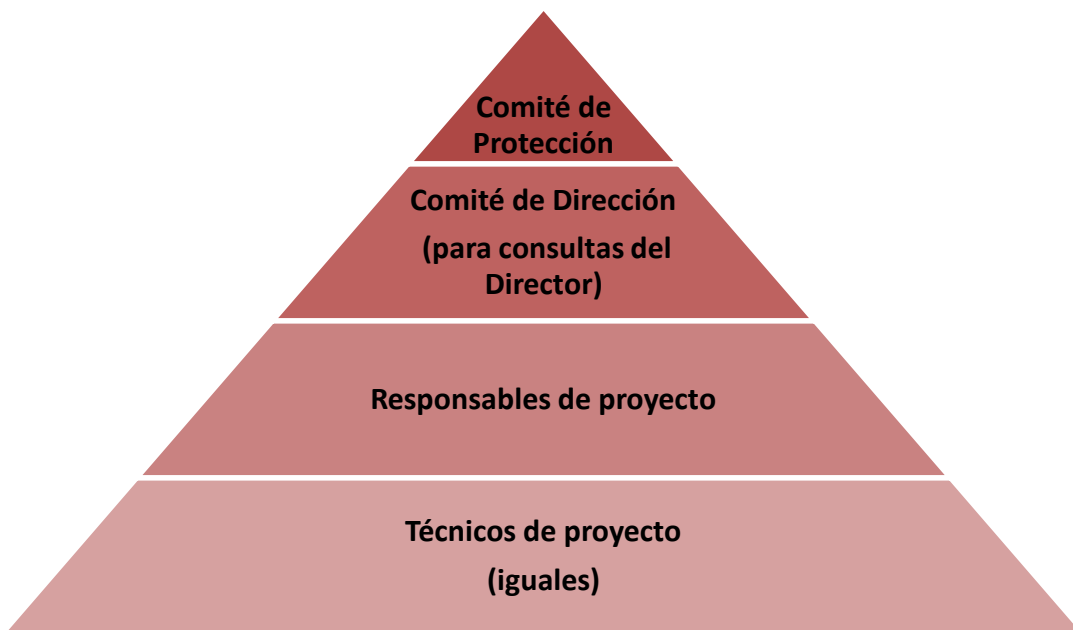 Comité de
Protección
Comité de Dirección
(para consultas del
Director)
Responsables de proyecto
Técnicos de proyecto
(iguales)